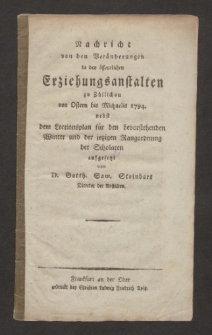 Nachricht
von den Veränderungen
in den öffentlichen
Erziehungsanstalten
zu Züllichau
von Ostern bis Michaelis 1794.
nebst
dem Lectionsplan für den bevorstehenden
Winter und der jetzigen Rangordnung
der Scholaren
aufgesetzt
von
D. Gotth. Sam. Steinbart
Director der Anstalten.
Frankfurt an der Oder
gedruckt bey Christian Ludwig Friedrich Apitz.